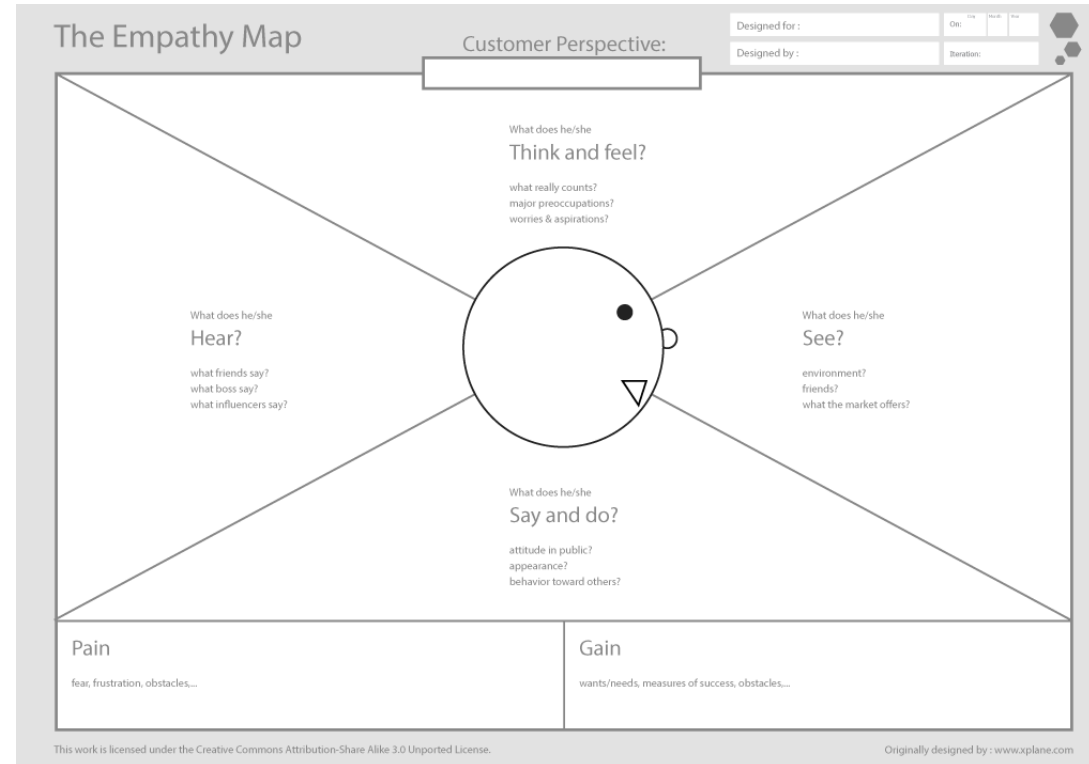 The Empathy Map
Customer Perspective:
Designed for :
On:
Day
Month
Year
Designed by :
Iteration:
What does he/she
Think and feel?
what really counts?
major preoccupations?
worries & aspirations?
What does he/she
Hear?
what friends say?
what boss say?
what influencers say?
What does he/she
See?
environment?
friends?
what the market offers?
What does he/she
Say and do?
attitude in public?
appearance?
behavior toward others?
Pain
fear, frustration, obstacles,...
Gain
wants/needs, measures of success, obstacles,...
This work is licensed under the Creative Commons Attribution-Share Alike 3.0 Unported License.
Originally designed by : www.xplane.com